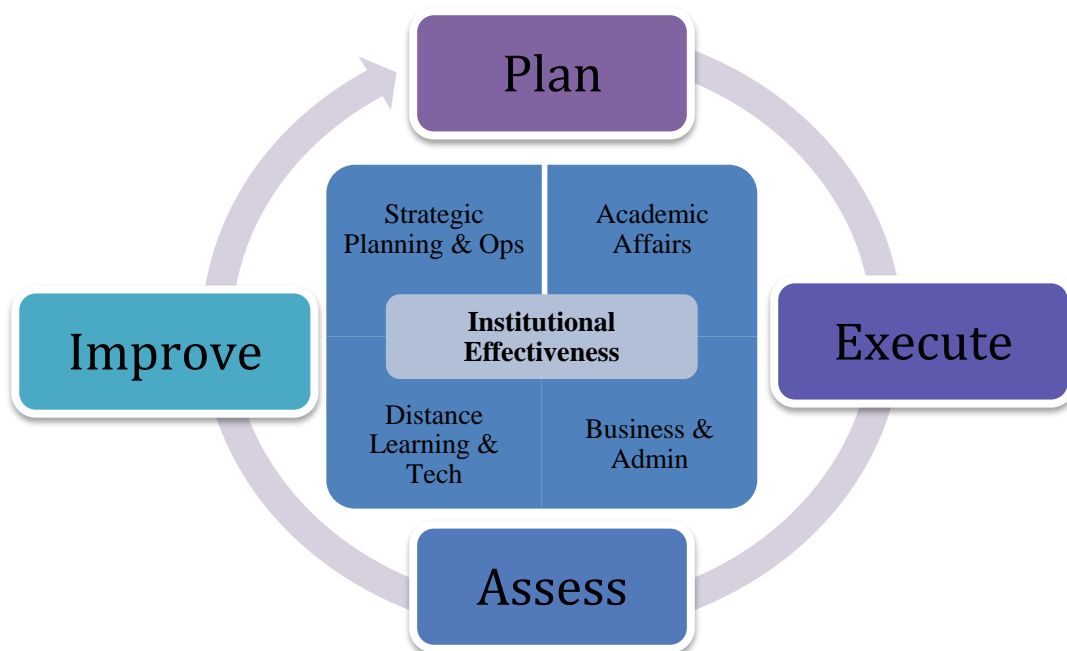 Plan
Strategic
Planning & Ops
Academic
Affairs
Improve
Institutional
Effectiveness
Execute
Distance
Learning &
Tech
Business &
Admin
Assess